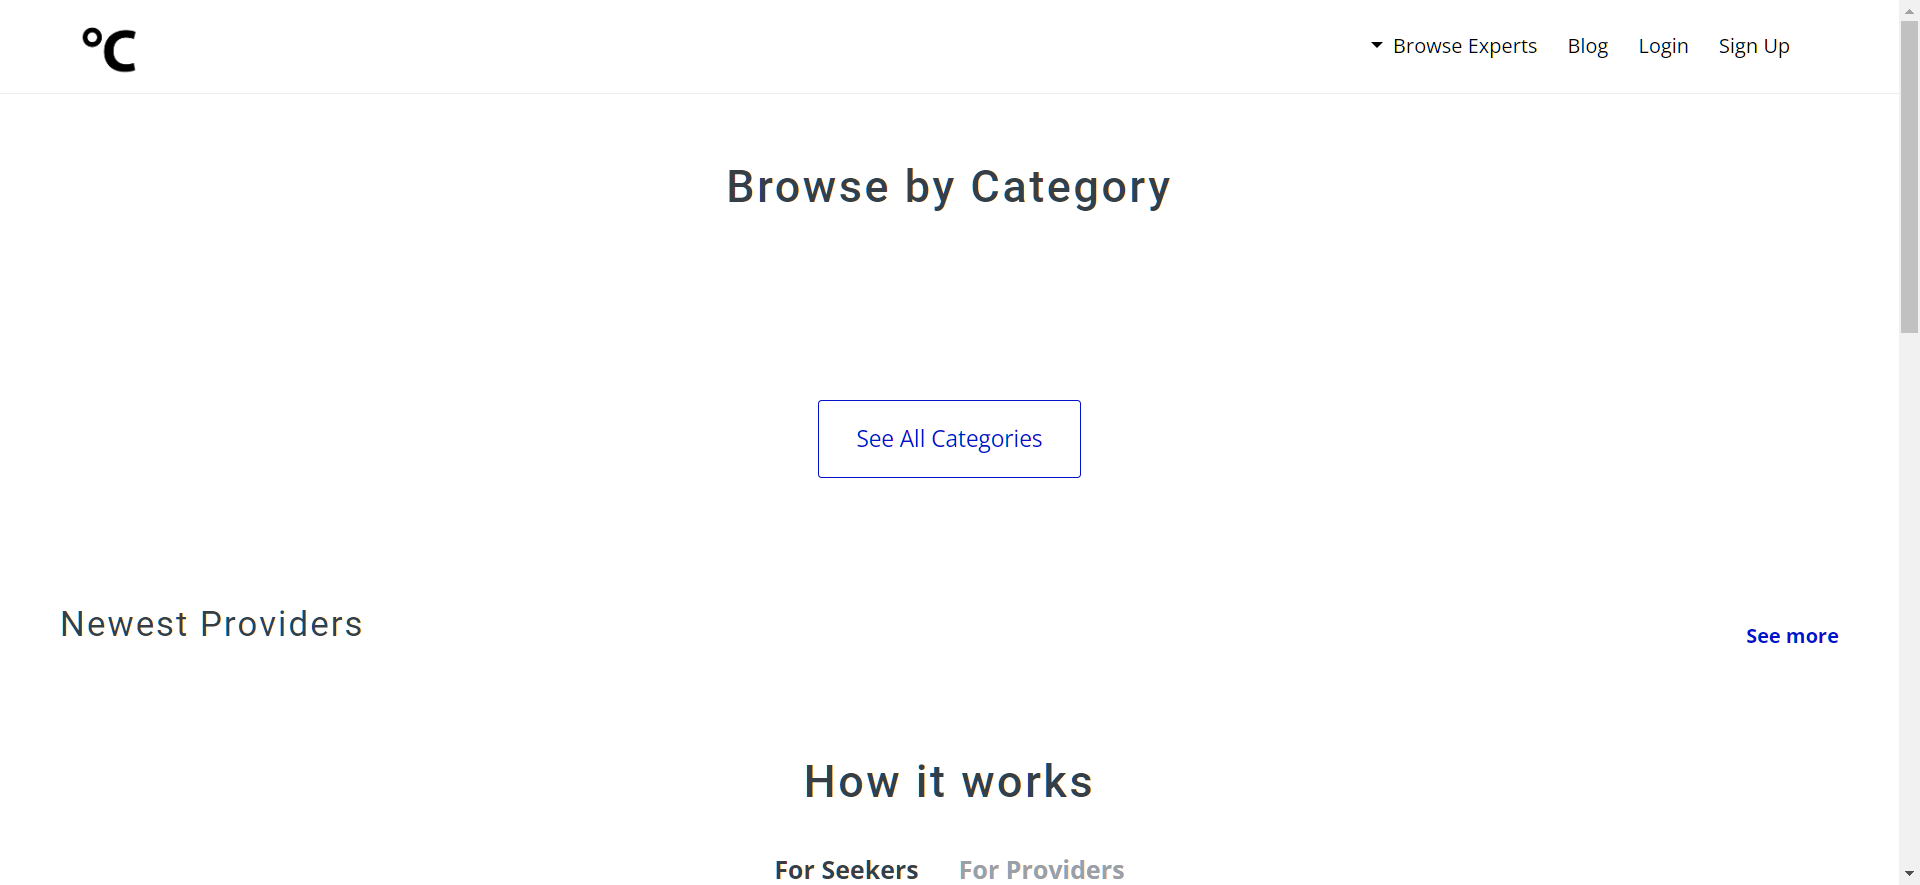 °C
Browse Experts Blog Login Sign Up
Browse by Category
See All Categories
Newest Providers
See more
How it works
For Seekers For Providers